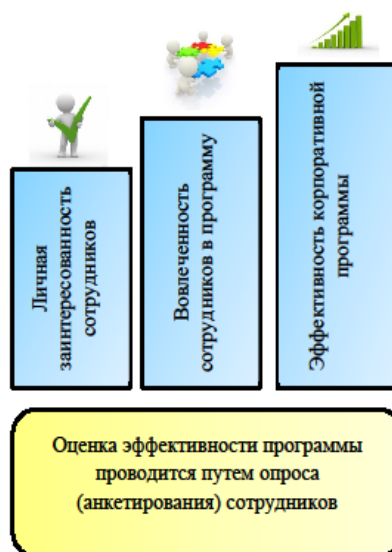 Личная
заинтересованность
сотрудников
Вовлеченность
сотрудников в программу
Эффективность корпоративной
программы
Оценка эффективности программы
проводится путем опроса
(анкетирования) сотрудников